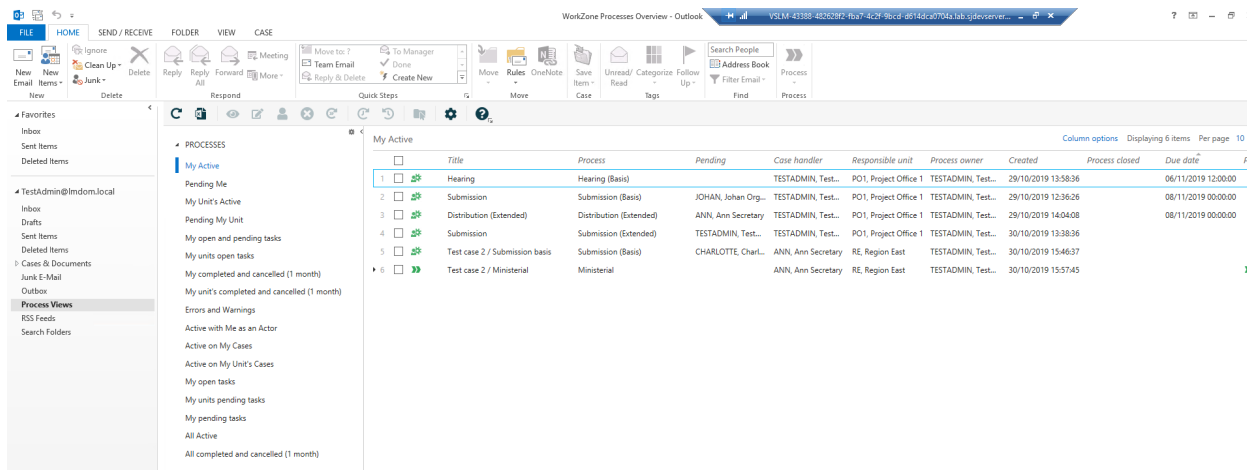 WorkZone Processes Overview - Outlook
VSLM-43388-482628f2-fba7-4c2f-9bcd-d614dca0704a.lab.sjdevserver...
FILE HOME SEND / RECEIVE FOLDER VIEW CASE
New Email
New Items
Ignore
Clean Up
Junk
Delete
Reply
Reply All
Forward
Meeting
More
Move to: ?
Team Email
Reply & Delete
To Manager
Done
Create New
Move
Rules
OneNote
Save Item
Unread/ Read
Categorize
Follow Up
Search People
Address Book
Filter Email
Process
New Delete Respond Quick Steps Move Case Tags Find Process
Favorites
Inbox
Sent Items
Deleted Items
TestAdmin@lmdom.local
Inbox
Drafts
Sent Items
Deleted Items
Cases & Documents
Junk E-Mail
Outbox
Process Views
RSS Feeds
Search Folders
PROCESSES
My Active
Pending Me
My Unit's Active
Pending My Unit
My open and pending tasks
My units open tasks
My completed and cancelled (1 month)
My unit's completed and cancelled (1 month)
Errors and Warnings
Active with Me as an Actor
Active on My Cases
Active on My Unit's Cases
My open tasks
My units pending tasks
My pending tasks
All Active
All completed and cancelled (1 month)
My Active
Column options Displaying 6 items Per page 10
Title Process Pending Case handler Responsible unit Process owner Created Process closed Due date
1 Hearing Hearing (Basis) TESTADMIN, Test... PO1, Project Office 1 TESTADMIN, Test... 29/10/2019 13:58:36 06/11/2019 12:00:00
2 Submission Submission (Basis) JOHAN, Johan Org... TESTADMIN, Test... PO1, Project Office 1 TESTADMIN, Test... 29/10/2019 12:36:26 08/11/2019 00:00:00
3 Distribution (Extended) Distribution (Extended) ANN, Ann Secretary TESTADMIN, Test... PO1, Project Office 1 TESTADMIN, Test... 29/10/2019 14:04:08 08/11/2019 00:00:00
4 Submission Submission (Extended) TESTADMIN, Test... TESTADMIN, Test... PO1, Project Office 1 TESTADMIN, Test... 30/10/2019 13:38:36
5 Test case 2 / Submission basis Submission (Basis) CHARLOTTE, Charl... ANN, Ann Secretary RE, Region East TESTADMIN, Test... 30/10/2019 15:46:37
6 Test case 2 / Ministerial Ministerial ANN, Ann Secretary RE, Region East TESTADMIN, Test... 30/10/2019 15:57:45